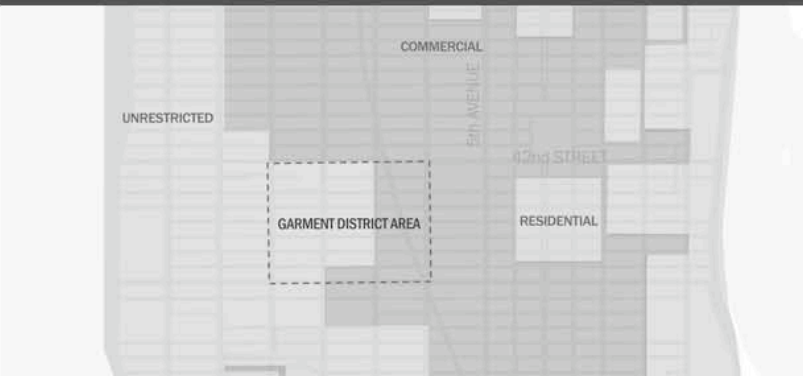 COMMERCIAL
5th AVENUE
UNRESTRICTED
42nd STREET
GARMENT DISTRICT AREA
RESIDENTIAL